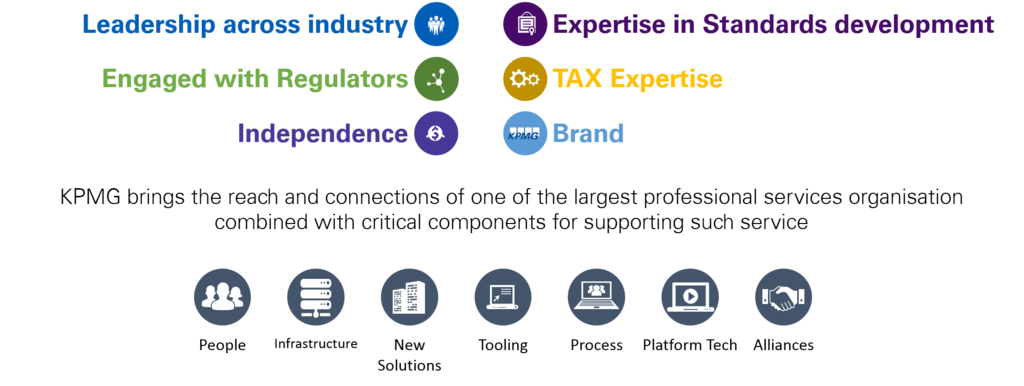 Leadership across industry
Expertise in Standards development
Engaged with Regulators
TAX Expertise
Independence
KPMG
Brand
KPMG brings the reach and connections of one of the largest professional services organisation
combined with critical components for supporting such service
People
Infrastructure
New
Solutions
Tooling
Process
Platform Tech
Alliances